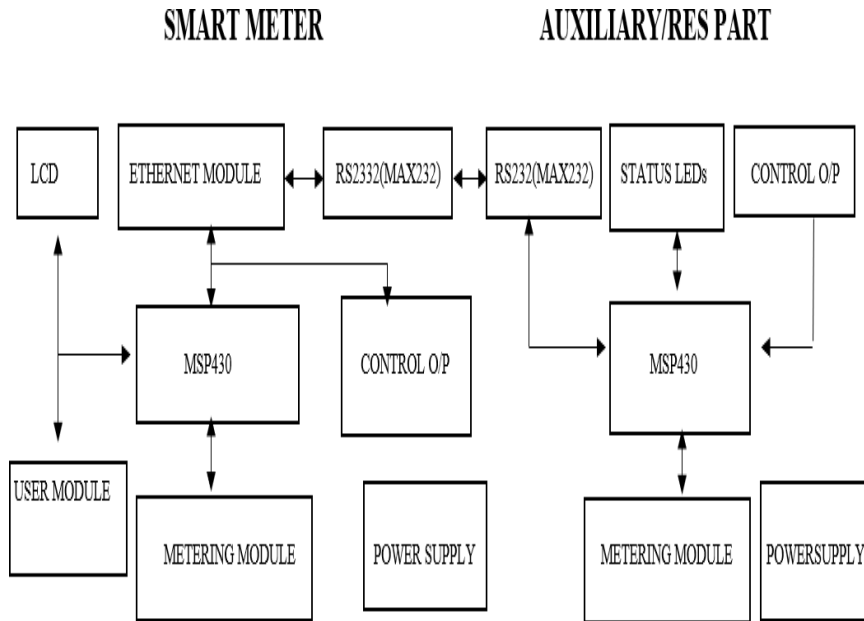 SMART METER
AUXILIARY/RES PART
LCD
ETHERNET MODULE
RS2332(MAX232)
RS232(MAX232)
STATUS LEDs
CONTROL O/P
MSP430
CONTROL O/P
MSP430
USER MODULE
METERING MODULE
POWER SUPPLY
METERING MODULE
POWERSUPPLY